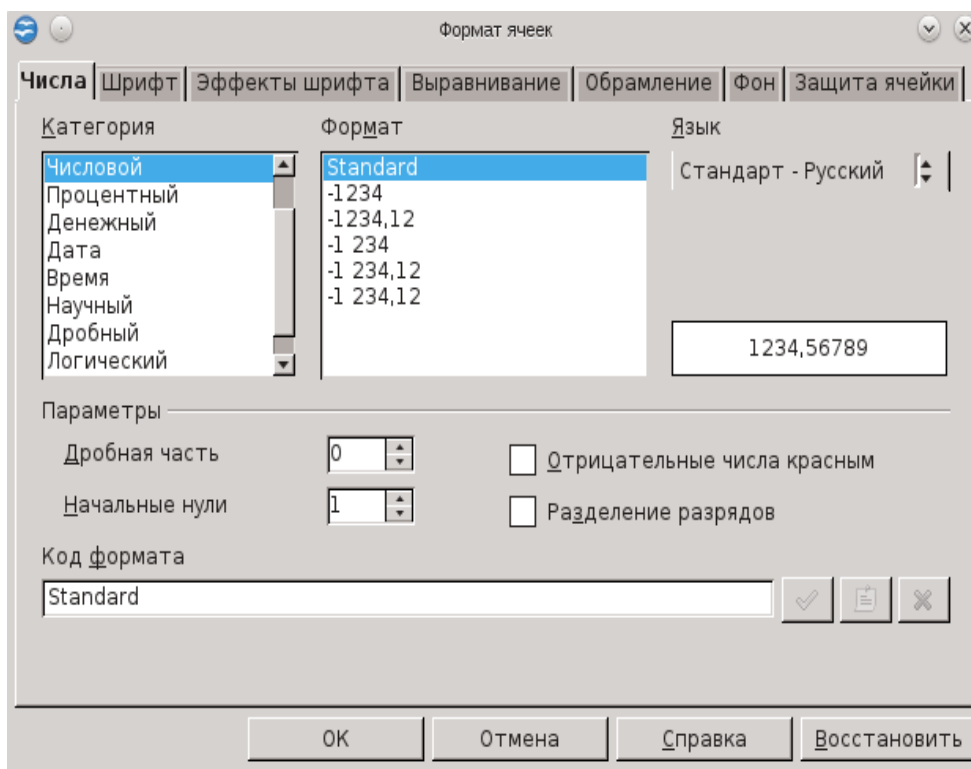 Формат ячеек
Числа Шрифт Эффекты шрифта Выравнивание Обрамление Фон Защита ячейки
Категория Формат Язык
Числовой Standard Стандарт - Русский
Процентный -1234
Денежный -1234,12
Дата -1 234
Время -1 234,12
Научный -1 234,12
Дробный
Логический 1234,56789
Параметры
Дробная часть 0 Отрицательные числа красным
Начальные нули 1 Разделение разрядов
Код формата
Standard
OK Отмена Справка Восстановить